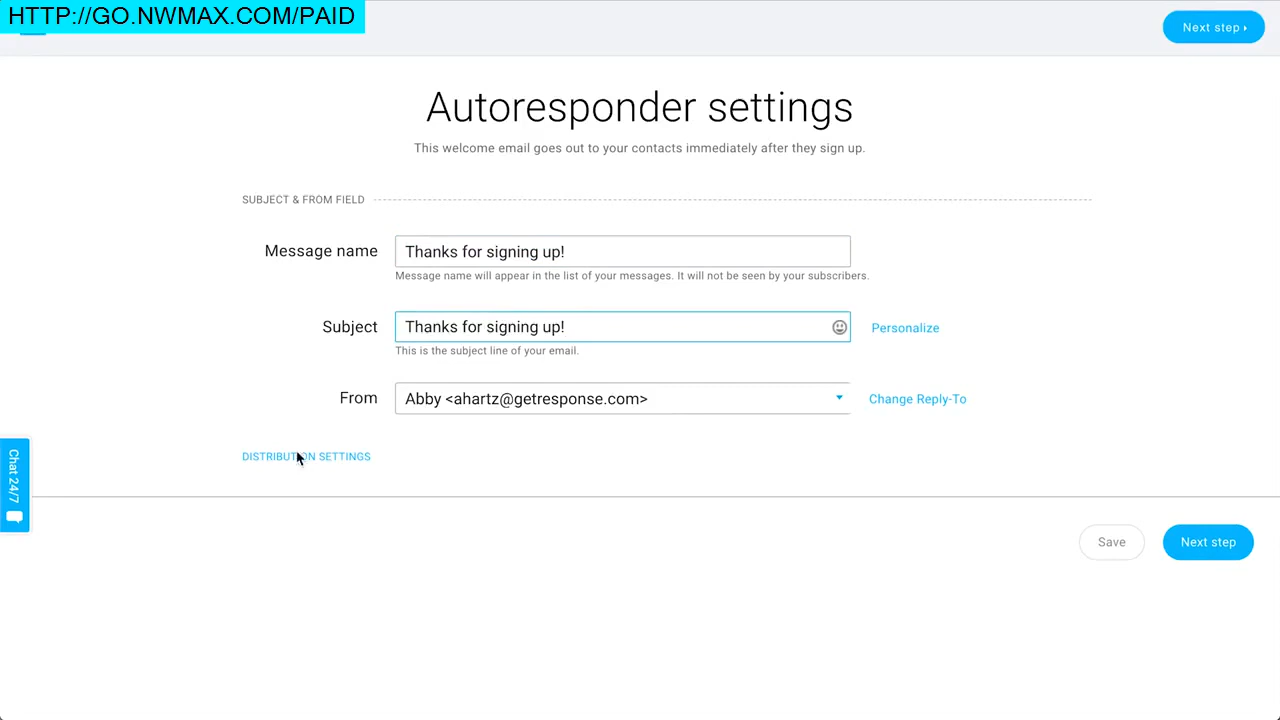 HTTP://GO.NWMAX.COM/PAID
Next step
Autoresponder settings
This welcome email goes out to your contacts immediately after they sign up.
SUBJECT & FROM FIELD
Message name
Thanks for signing up!
Message name will appear in the list of your messages. It will not be seen by your subscribers.
Subject
Thanks for signing up!
Personalize
This is the subject line of your email.
From
Abby <ahartz@getresponse.com>
Change Reply-To
DISTRIBUTION SETTINGS
Chat 24/7
Save
Next step